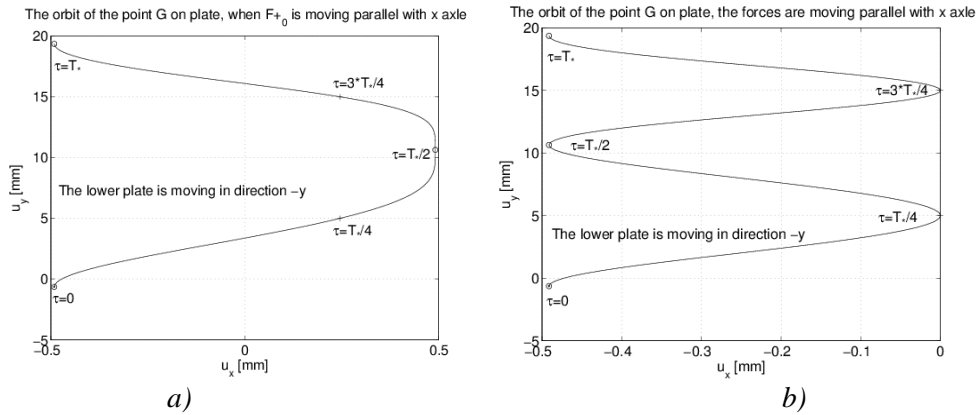 The orbit of the point G on plate, when F+₀ is moving parallel with x axle
20
15
10
5
0
−5
u_y [mm]
τ=T*
τ=3*T*/4
τ=T*/2
The lower plate is moving in direction −y
τ=T*/4
τ=0
−0.5
0
0.5
u_x [mm]
a)
The orbit of the point G on plate, the forces are moving parallel with x axle
20
15
10
5
0
−5
u_y [mm]
τ=T*
τ=3*T*/4
τ=T*/2
τ=T*/4
The lower plate is moving in direction −y
τ=0
−0.5
−0.4
−0.3
−0.2
−0.1
0
u_x [mm]
b)